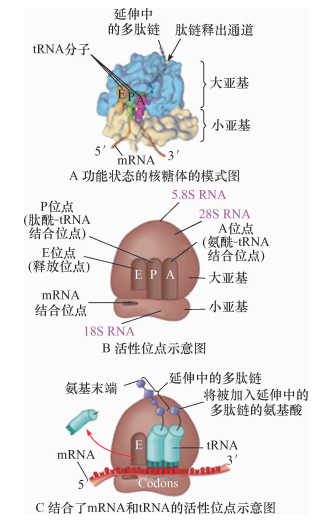 延伸中
的多肽链
肽链释出通道
tRNA分子
E P A
大亚基
小亚基
5′
mRNA
3′
A 功能状态的核糖体的模式图
5.8S RNA
28S RNA
P位点
(肽酰-tRNA
结合位点)
A位点
(氨酰-tRNA
结合位点)
E位点
(释放位点)
E P A
大亚基
mRNA
结合位点
小亚基
18S RNA
B 活性位点示意图
氨基末端
延伸中的多肽链
将被加入延伸中的
多肽链的氨基酸
E
tRNA
mRNA
3′
5′
Codons
C 结合了mRNA和tRNA的活性位点示意图